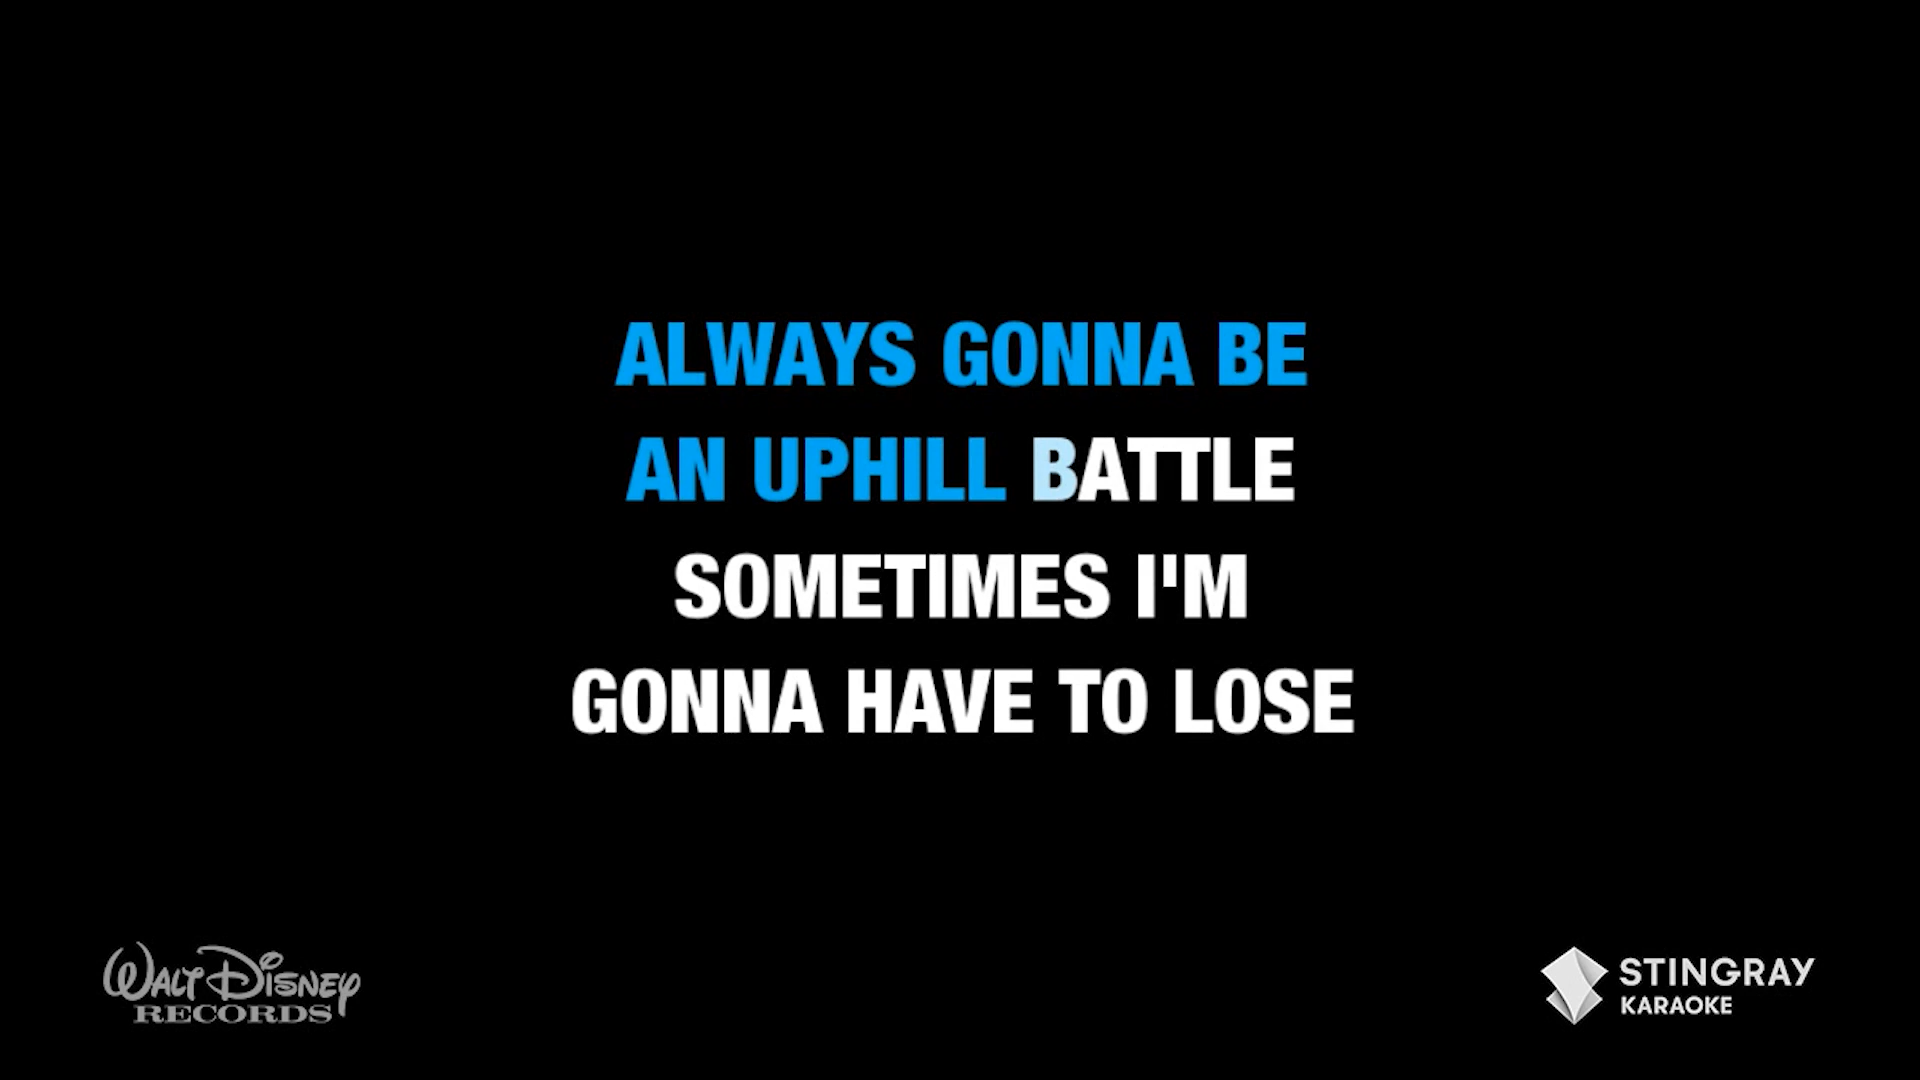 ALWAYS GONNA BE
AN UPHILL BATTLE
SOMETIMES I'M
GONNA HAVE TO LOSE
WALT DISNEY
RECORDS
STINGRAY
KARAOKE